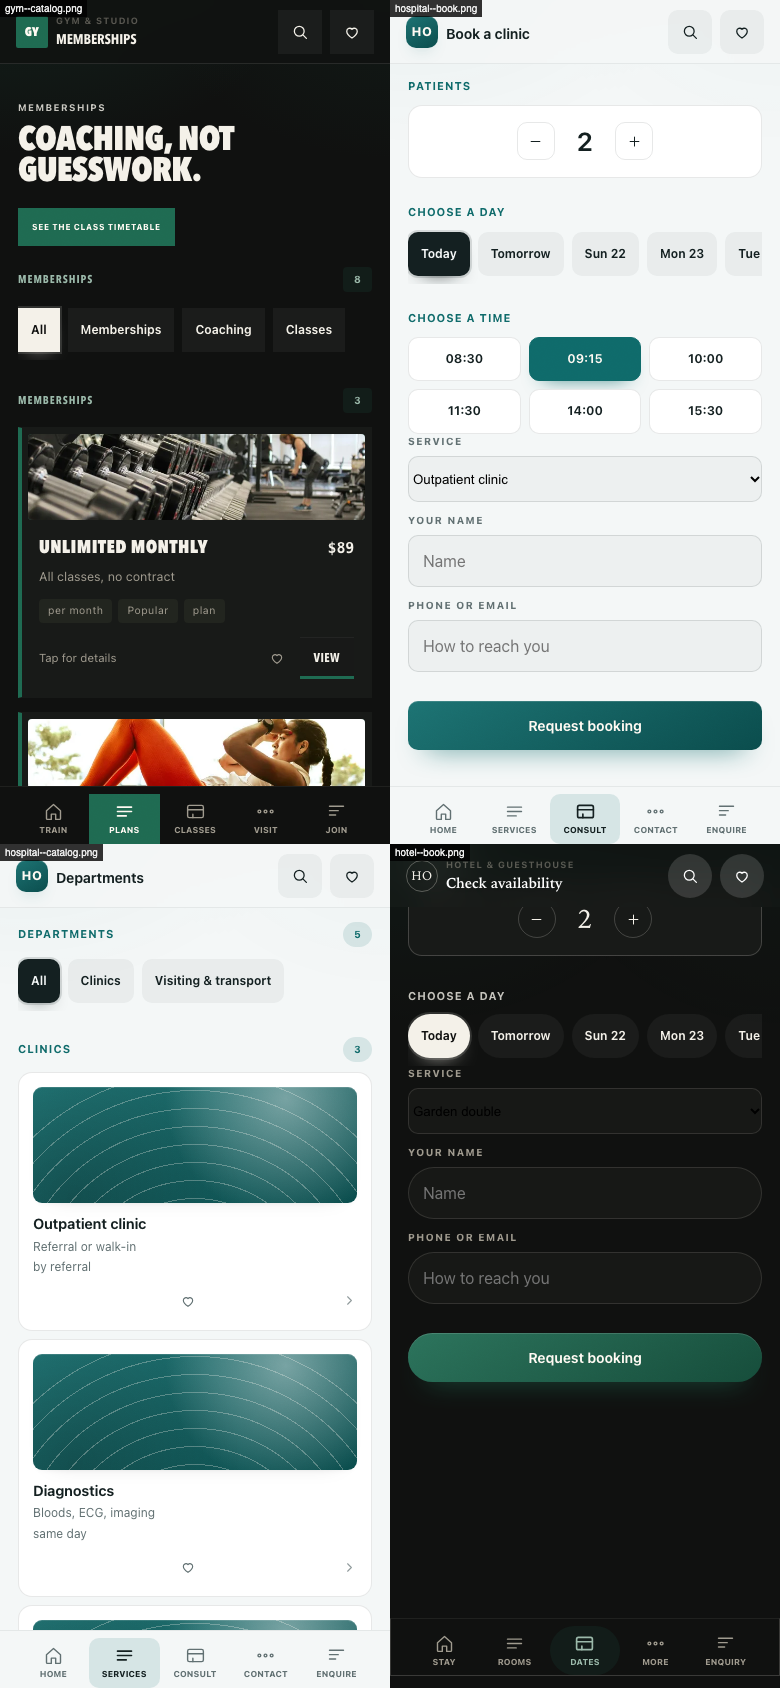 gym--catalog.png
GY
GYM & STUDIO
MEMBERSHIPS
MEMBERSHIPS
COACHING, NOT
GUESSWORK.
SEE THE CLASS TIMETABLE
MEMBERSHIPS
8
All
Memberships
Coaching
Classes
MEMBERSHIPS
3
UNLIMITED MONTHLY
$89
All classes, no contract
per month
Popular
plan
Tap for details
VIEW
TRAIN
PLANS
CLASSES
VISIT
JOIN
hospital--book.png
HO
Book a clinic
PATIENTS
− 2 +
CHOOSE A DAY
Today
Tomorrow
Sun 22
Mon 23
Tue
CHOOSE A TIME
08:30
09:15
10:00
11:30
14:00
15:30
SERVICE
Outpatient clinic
YOUR NAME
Name
PHONE OR EMAIL
How to reach you
Request booking
HOME
SERVICES
CONSULT
CONTACT
ENQUIRE
hospital--catalog.png
HO
Departments
DEPARTMENTS
5
All
Clinics
Visiting & transport
CLINICS
3
Outpatient clinic
Referral or walk-in
by referral
Diagnostics
Bloods, ECG, imaging
same day
HOME
SERVICES
CONSULT
CONTACT
ENQUIRE
hotel--book.png
HO
HOTEL & GUESTHOUSE
Check availability
− 2 +
CHOOSE A DAY
Today
Tomorrow
Sun 22
Mon 23
Tue
SERVICE
Garden double
YOUR NAME
Name
PHONE OR EMAIL
How to reach you
Request booking
STAY
ROOMS
DATES
MORE
ENQUIRY